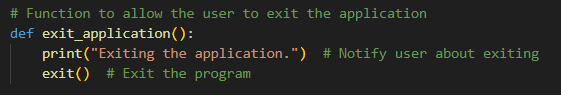 # Function to allow the user to exit the application
def exit_application():
    print("Exiting the application.")  # Notify user about exiting
    exit()  # Exit the program